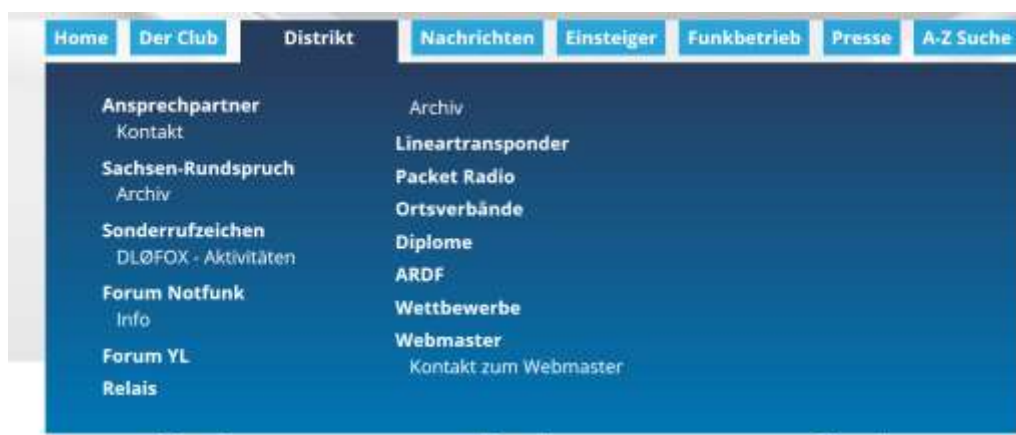 Home Der Club Distrikt Nachrichten Einsteiger Funkbetrieb Presse A-Z Suche
Ansprechpartner
Kontakt
Sachsen-Rundspruch
Archiv
Sonderrufzeichen
DLØFOX - Aktivitäten
Forum Notfunk
Info
Forum YL
Relais
Archiv
Lineartransponder
Packet Radio
Ortsverbände
Diplome
ARDF
Wettbewerbe
Webmaster
Kontakt zum Webmaster